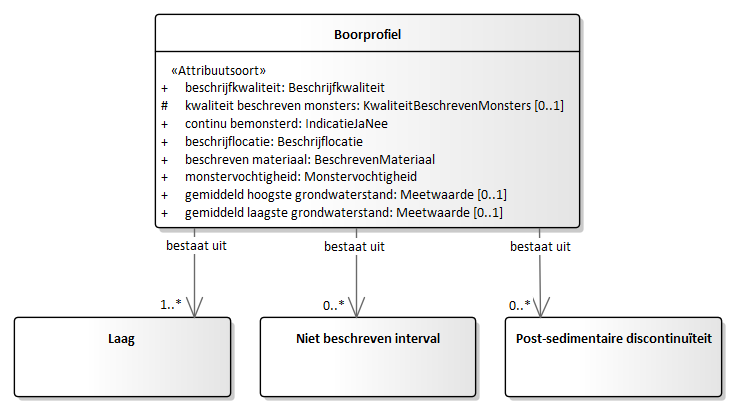 Boorprofiel
«Attribuutsoort»
+ beschrijfkwaliteit: Beschrijfkwaliteit
# kwaliteit beschreven monsters: KwaliteitBeschrevenMonsters [0..1]
+ continu bemonsterd: IndicatieJaNee
+ beschrijflocatie: Beschrijflocatie
+ beschreven materiaal: BeschrevenMateriaal
+ monstervochtigheid: Monstervochtigheid
+ gemiddeld hoogste grondwaterstand: Meetwaarde [0..1]
+ gemiddeld laagste grondwaterstand: Meetwaarde [0..1]
bestaat uit bestaat uit bestaat uit
1..* 0..* 0..*
Laag Niet beschreven interval Post-sedimentaire discontinuïteit